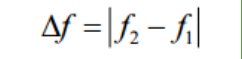 Δf = |f₂ − f₁|